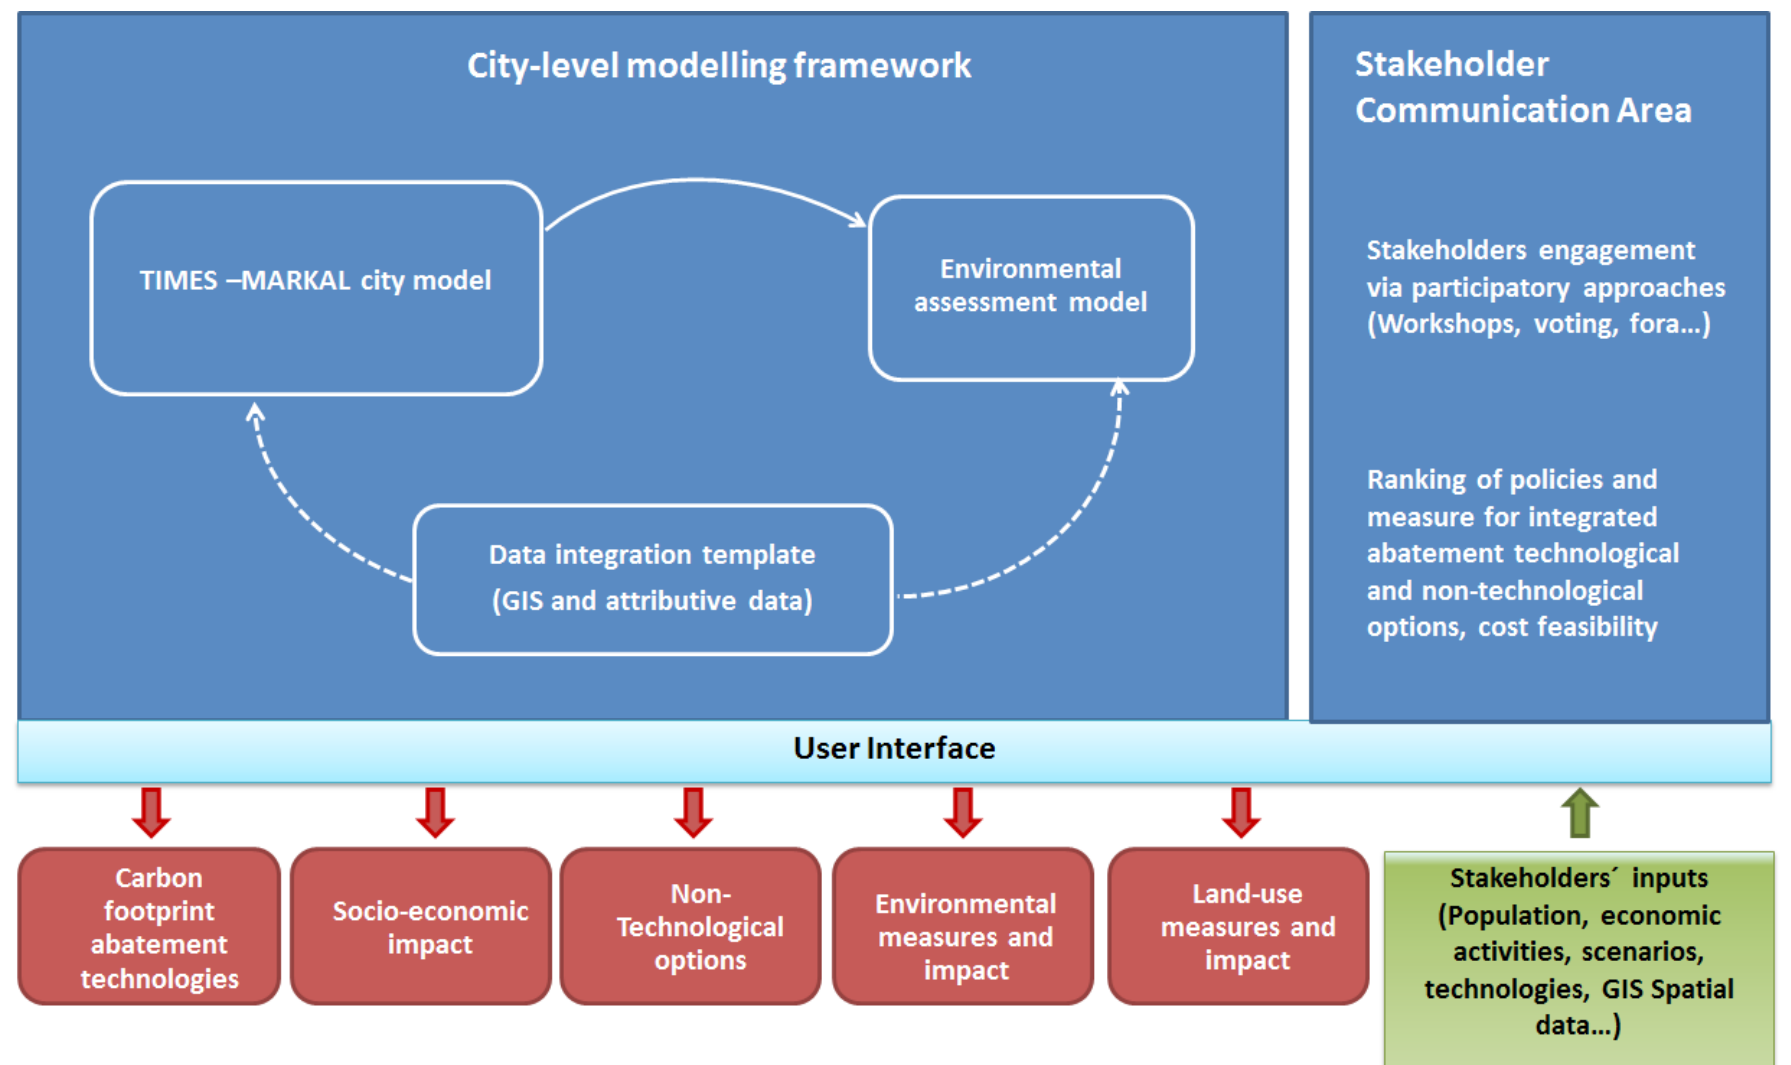 City-level modelling framework
TIMES –MARKAL city model
Environmental
assessment model
Data integration template
(GIS and attributive data)
Stakeholder
Communication Area
Stakeholders engagement
via participatory approaches
(Workshops, voting, fora...)
Ranking of policies and
measure for integrated
abatement technological
and non-technological
options, cost feasibility
User Interface
Carbon
footprint
abatement
technologies
Socio-economic
impact
Non-
Technological
options
Environmental
measures and
impact
Land-use
measures and
impact
Stakeholders´ inputs
(Population, economic
activities, scenarios,
technologies, GIS Spatial
data...)